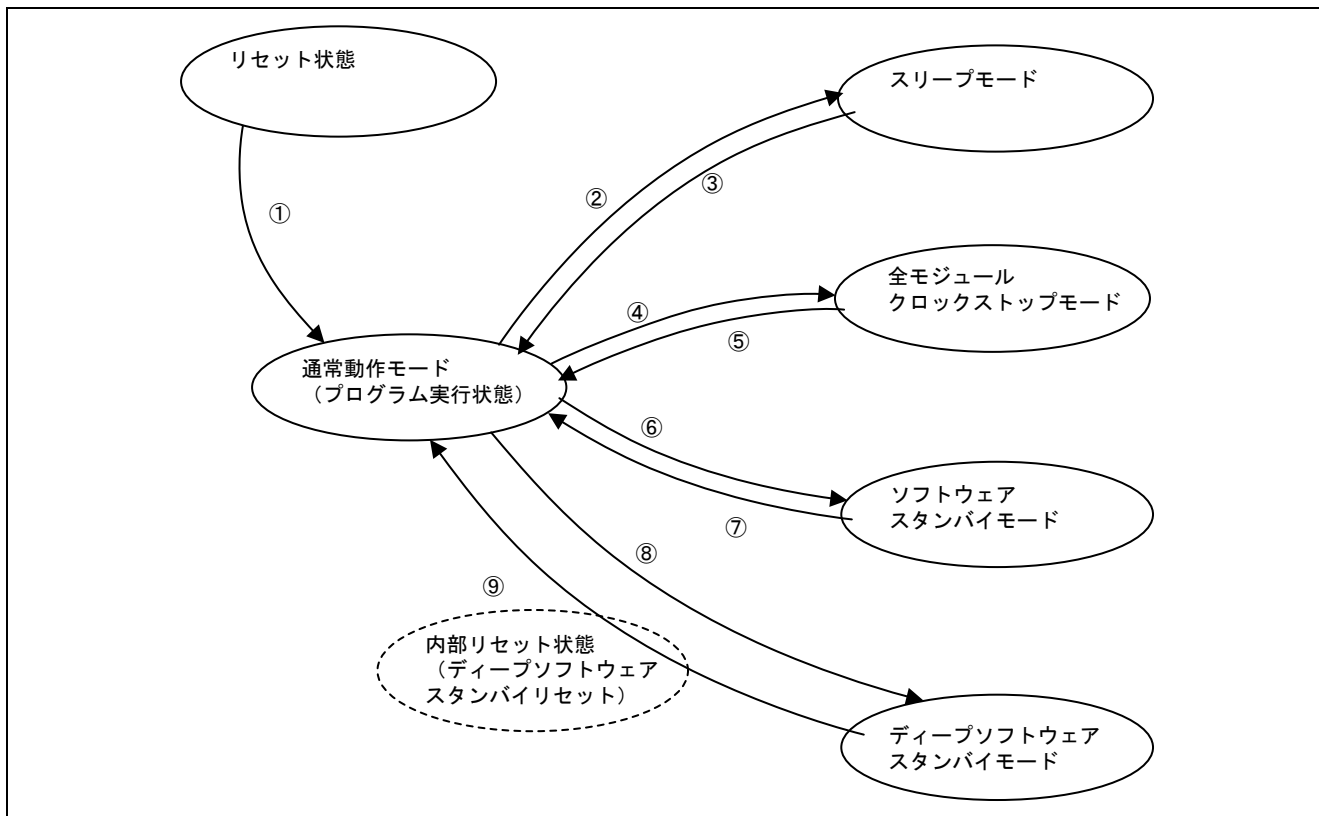 リセット状態
スリープモード
①
②
③
全モジュール
クロックストップモード
④
⑤
通常動作モード
（プログラム実行状態）
⑥
ソフトウェア
スタンバイモード
⑦
⑧
⑨
内部リセット状態
（ディープソフトウェア
スタンバイリセット）
ディープソフトウェア
スタンバイモード